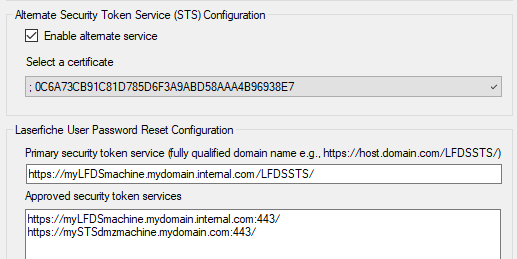 Alternate Security Token Service (STS) Configuration
Enable alternate service
Select a certificate
; 0C6A73CB91C81D785D6F3A9ABD58AAA4B96938E7
Laserfiche User Password Reset Configuration
Primary security token service (fully qualified domain name e.g., https://host.domain.com/LFDSSTS/)
https://myLFDSmachine.mydomain.internal.com/LFDSSTS/
Approved security token services
https://myLFDSmachine.mydomain.internal.com:443/
https://mySTSdmzmachine.mydomain.com:443/